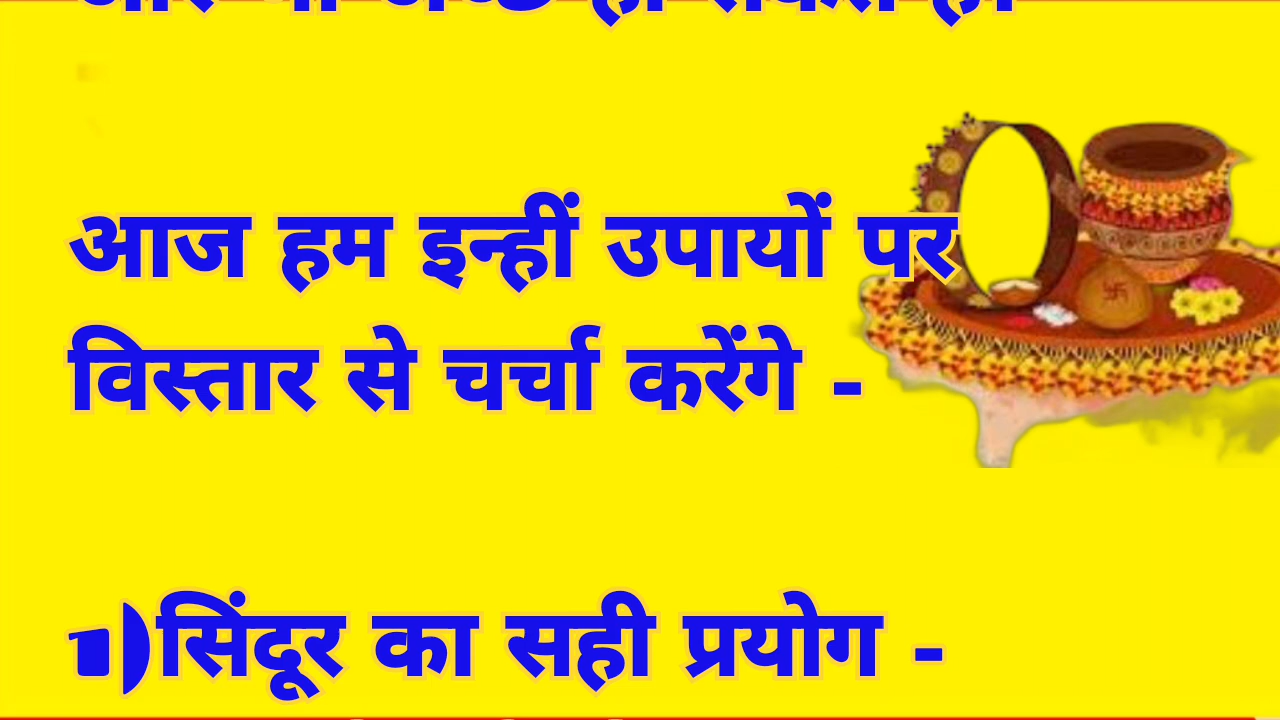 आज हम इन्हीं उपायों पर
विस्तार से चर्चा करेंगे -
1)सिंदूर का सही प्रयोग -